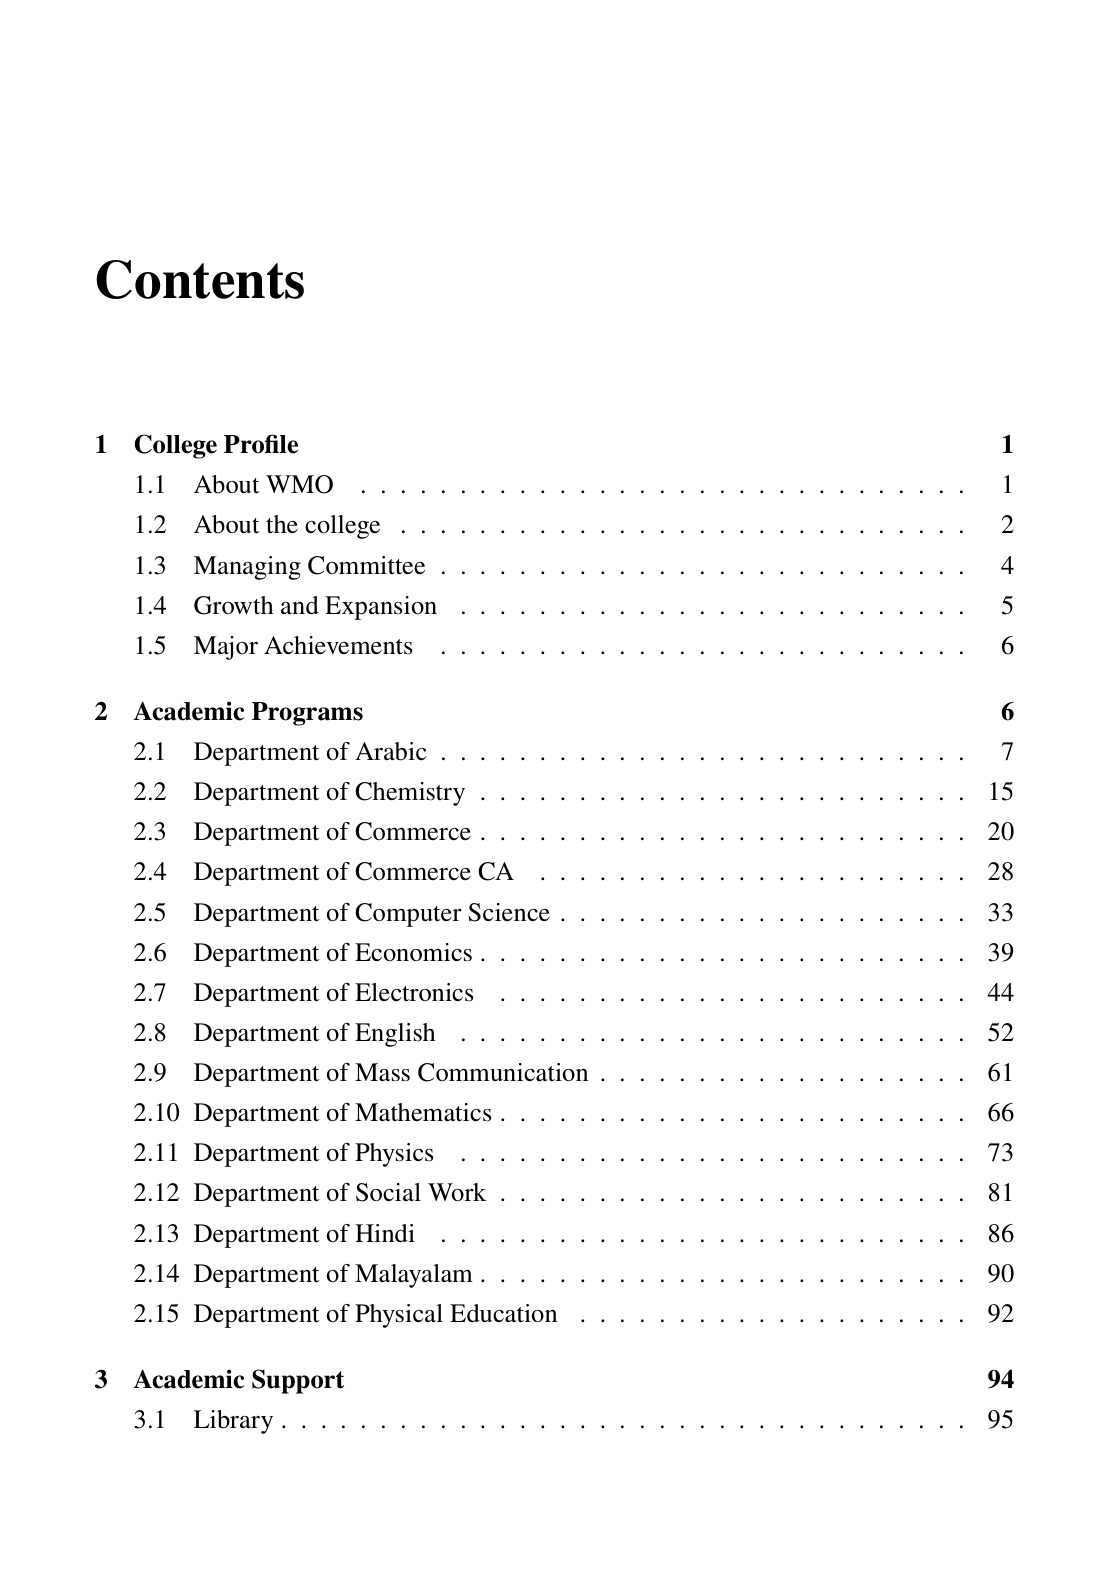 Contents
1 College Profile 1
1.1 About WMO . . . . . . . . . . . . . . . . . . . . . . . . . . . . . . . 1
1.2 About the college . . . . . . . . . . . . . . . . . . . . . . . . . . . . . 2
1.3 Managing Committee . . . . . . . . . . . . . . . . . . . . . . . . . . . 4
1.4 Growth and Expansion . . . . . . . . . . . . . . . . . . . . . . . . . . 5
1.5 Major Achievements . . . . . . . . . . . . . . . . . . . . . . . . . . . 6
2 Academic Programs 6
2.1 Department of Arabic . . . . . . . . . . . . . . . . . . . . . . . . . . . 7
2.2 Department of Chemistry . . . . . . . . . . . . . . . . . . . . . . . . . 15
2.3 Department of Commerce . . . . . . . . . . . . . . . . . . . . . . . . . 20
2.4 Department of Commerce CA . . . . . . . . . . . . . . . . . . . . . . 28
2.5 Department of Computer Science . . . . . . . . . . . . . . . . . . . . . 33
2.6 Department of Economics . . . . . . . . . . . . . . . . . . . . . . . . . 39
2.7 Department of Electronics . . . . . . . . . . . . . . . . . . . . . . . . 44
2.8 Department of English . . . . . . . . . . . . . . . . . . . . . . . . . . 52
2.9 Department of Mass Communication . . . . . . . . . . . . . . . . . . . 61
2.10 Department of Mathematics . . . . . . . . . . . . . . . . . . . . . . . . 66
2.11 Department of Physics . . . . . . . . . . . . . . . . . . . . . . . . . . 73
2.12 Department of Social Work . . . . . . . . . . . . . . . . . . . . . . . . 81
2.13 Department of Hindi . . . . . . . . . . . . . . . . . . . . . . . . . . . 86
2.14 Department of Malayalam . . . . . . . . . . . . . . . . . . . . . . . . . 90
2.15 Department of Physical Education . . . . . . . . . . . . . . . . . . . . 92
3 Academic Support 94
3.1 Library . . . . . . . . . . . . . . . . . . . . . . . . . . . . . . . . . . . 95